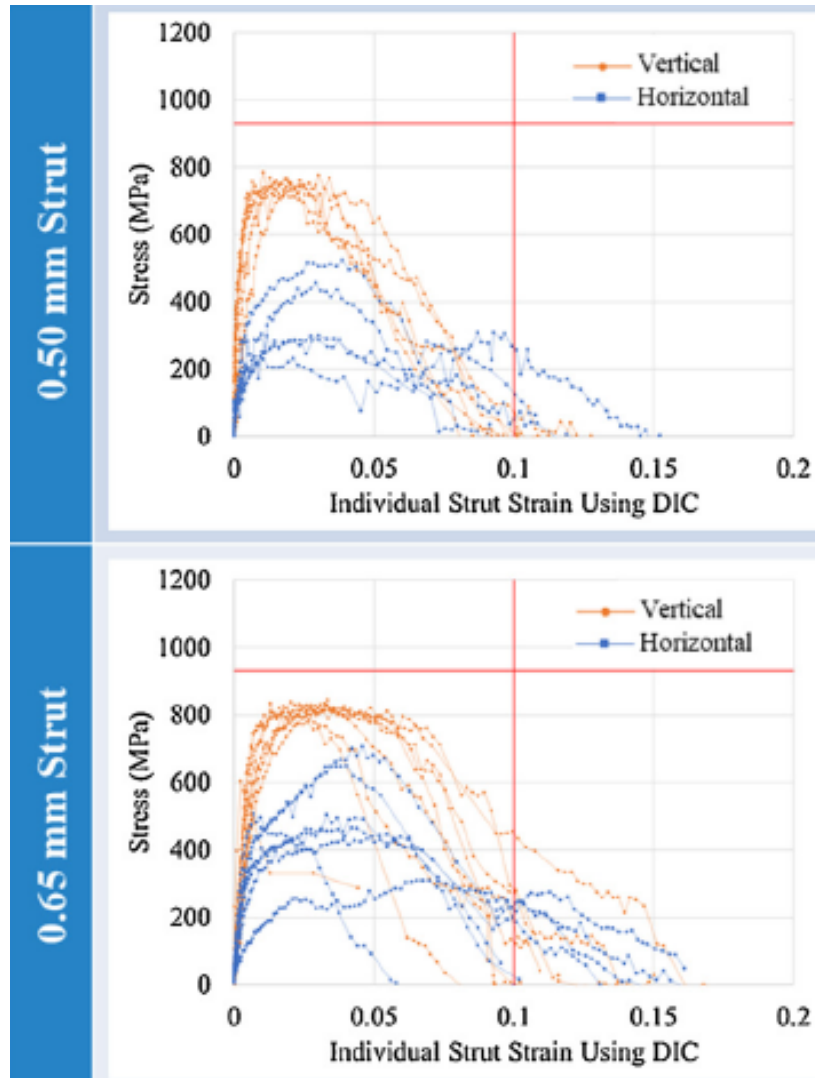 0.50 mm Strut
1200
1000
800
600
400
200
0
Stress (MPa)
Vertical
Horizontal
0 0.05 0.1 0.15 0.2
Individual Strut Strain Using DIC
0.65 mm Strut
1200
1000
800
600
400
200
0
Stress (MPa)
Vertical
Horizontal
0 0.05 0.1 0.15 0.2
Individual Strut Strain Using DIC